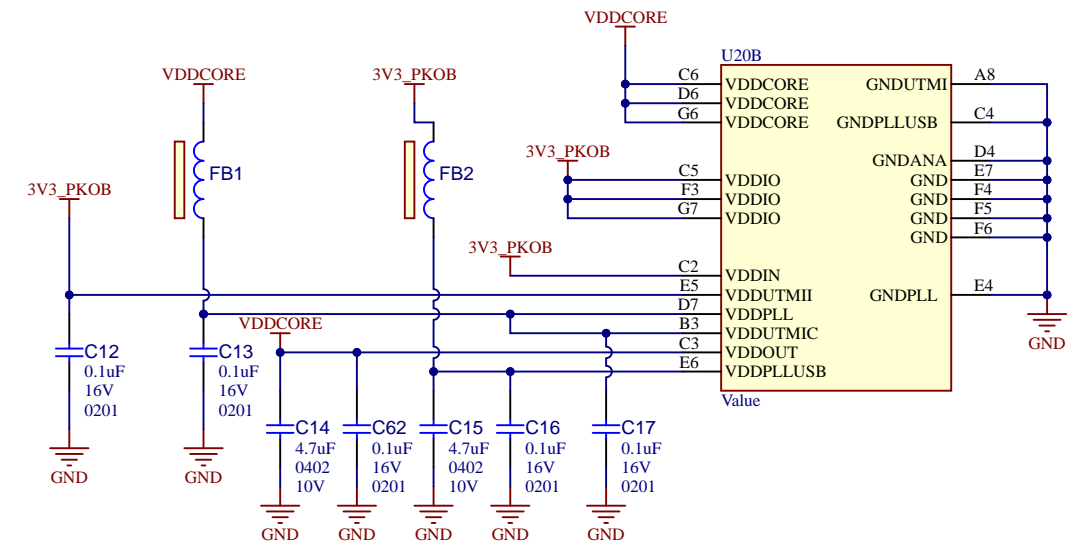 VDDCORE
U20B
VDDCORE
3V3_PKOB
C6
VDDCORE
GNDUTMI
A8
D6
VDDCORE
G6
VDDCORE
GNDPLLUSB
C4
3V3_PKOB
GNDANA
D4
FB1
FB2
C5
VDDIO
GND
E7
3V3_PKOB
F3
VDDIO
GND
F4
G7
VDDIO
GND
F5
GND
F6
3V3_PKOB
C2
VDDIN
E5
VDDUTMII
GNDPLL
E4
D7
VDDPLL
VDDCORE
B3
VDDUTMIC
GND
C3
VDDOUT
E6
VDDPLLUSB
Value
C12
0.1uF
16V
0201
GND
C13
0.1uF
16V
0201
GND
C14
4.7uF
0402
10V
GND
C62
0.1uF
16V
0201
GND
C15
4.7uF
0402
10V
GND
C16
0.1uF
16V
0201
GND
C17
0.1uF
16V
0201
GND